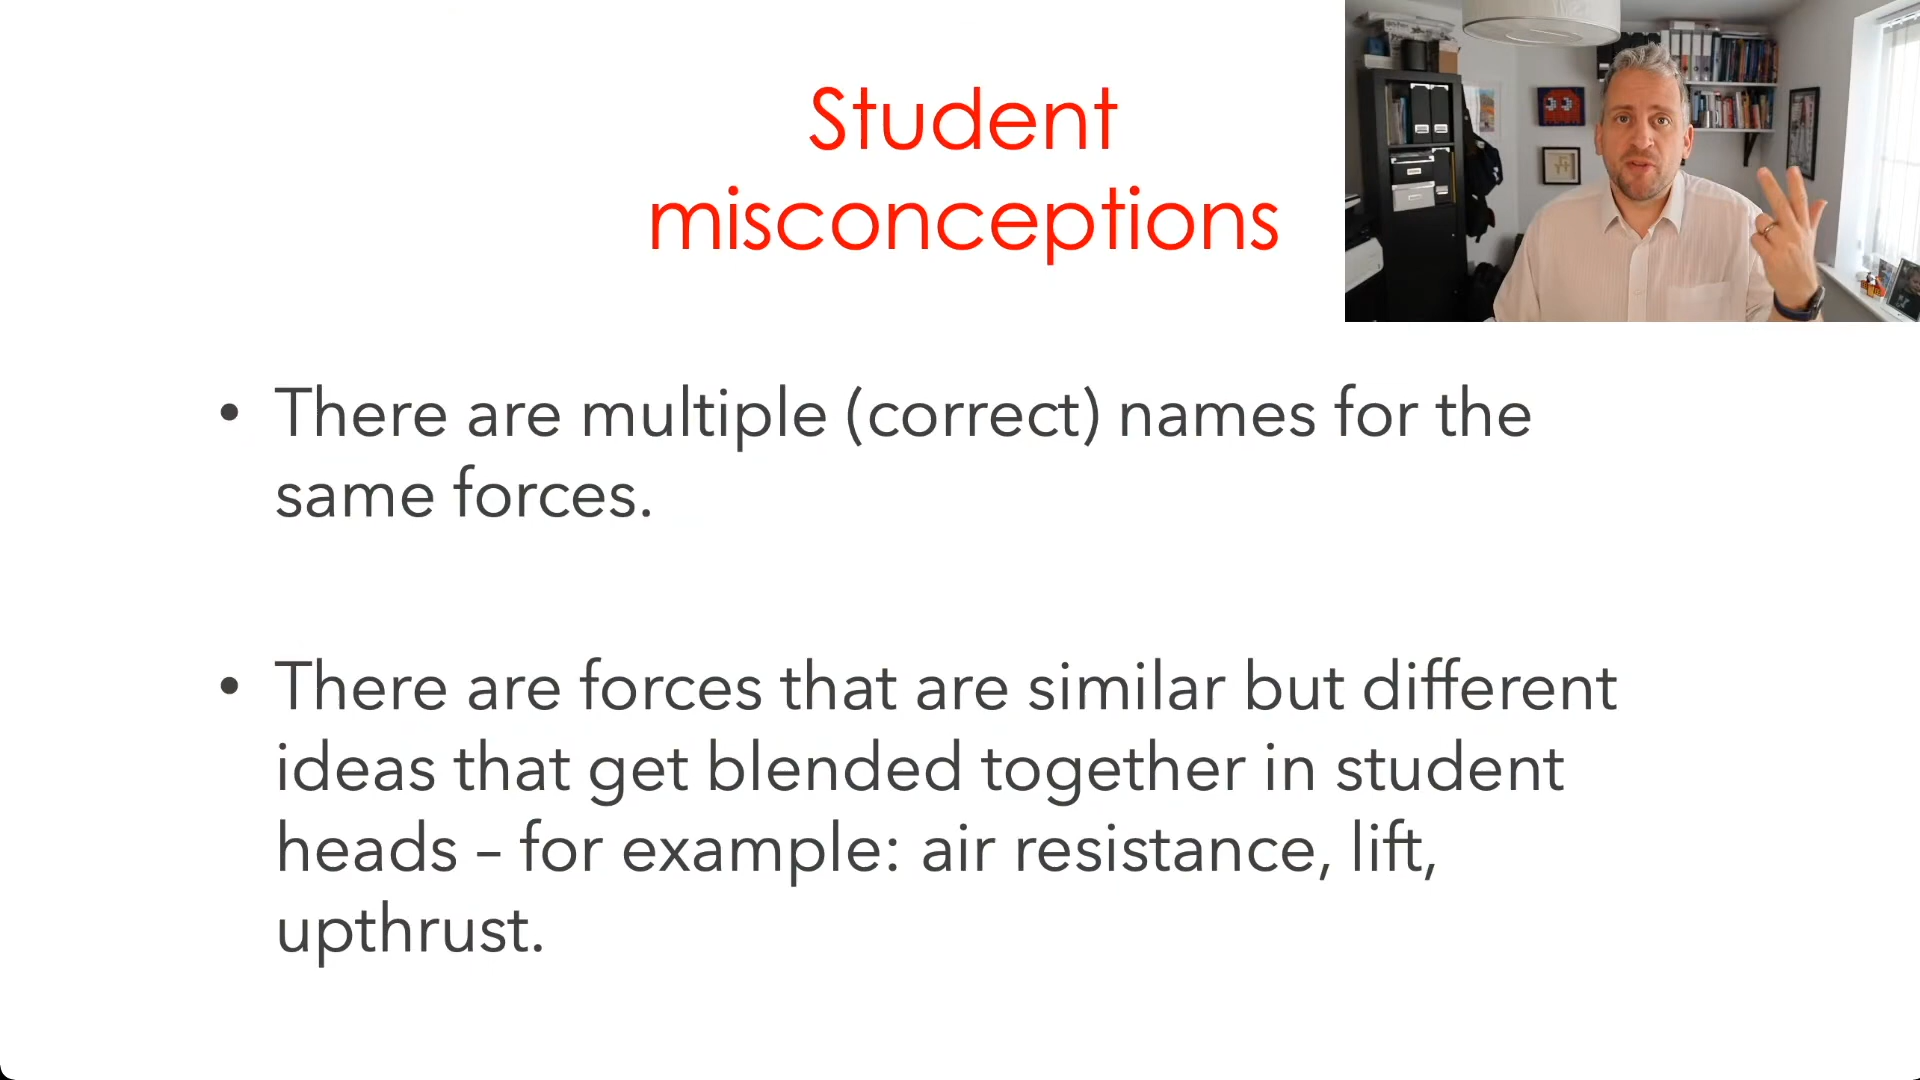 Student
misconceptions
• There are multiple (correct) names for the
same forces.
• There are forces that are similar but different
ideas that get blended together in student
heads – for example: air resistance, lift,
upthrust.